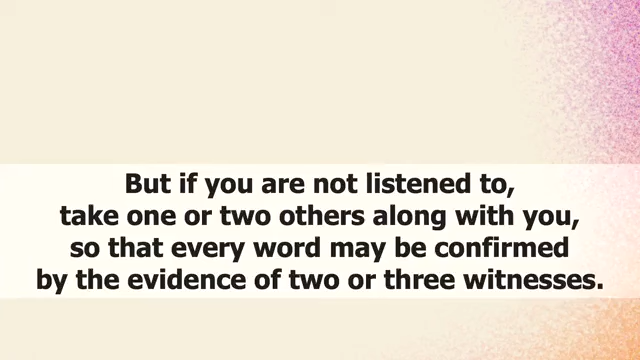 But if you are not listened to,
take one or two others along with you,
so that every word may be confirmed
by the evidence of two or three witnesses.